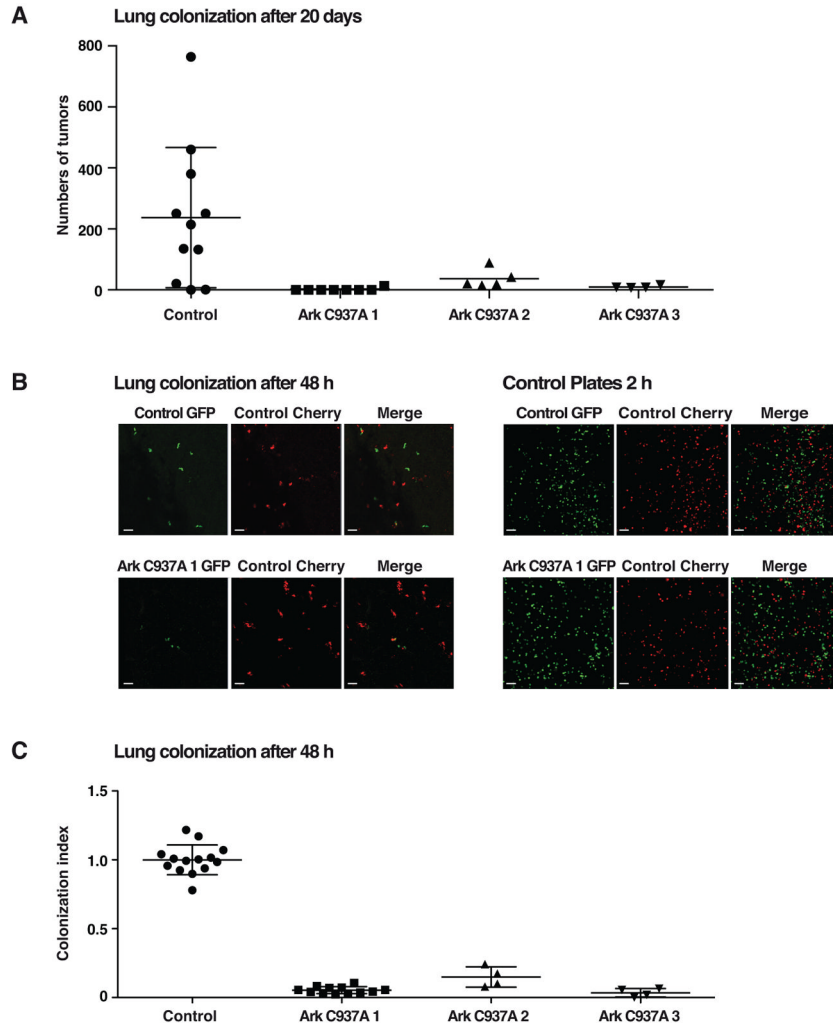 A
Lung colonization after 20 days
Numbers of tumors
800
600
400
200
0
Control Ark C937A 1 Ark C937A 2 Ark C937A 3
B
Lung colonization after 48 h Control Plates 2 h
Control GFP Control Cherry Merge Control GFP Control Cherry Merge
Ark C937A 1 GFP Control Cherry Merge Ark C937A 1 GFP Control Cherry Merge
C
Lung colonization after 48 h
Colonization index
1.5
1.0
0.5
0
Control Ark C937A 1 Ark C937A 2 Ark C937A 3